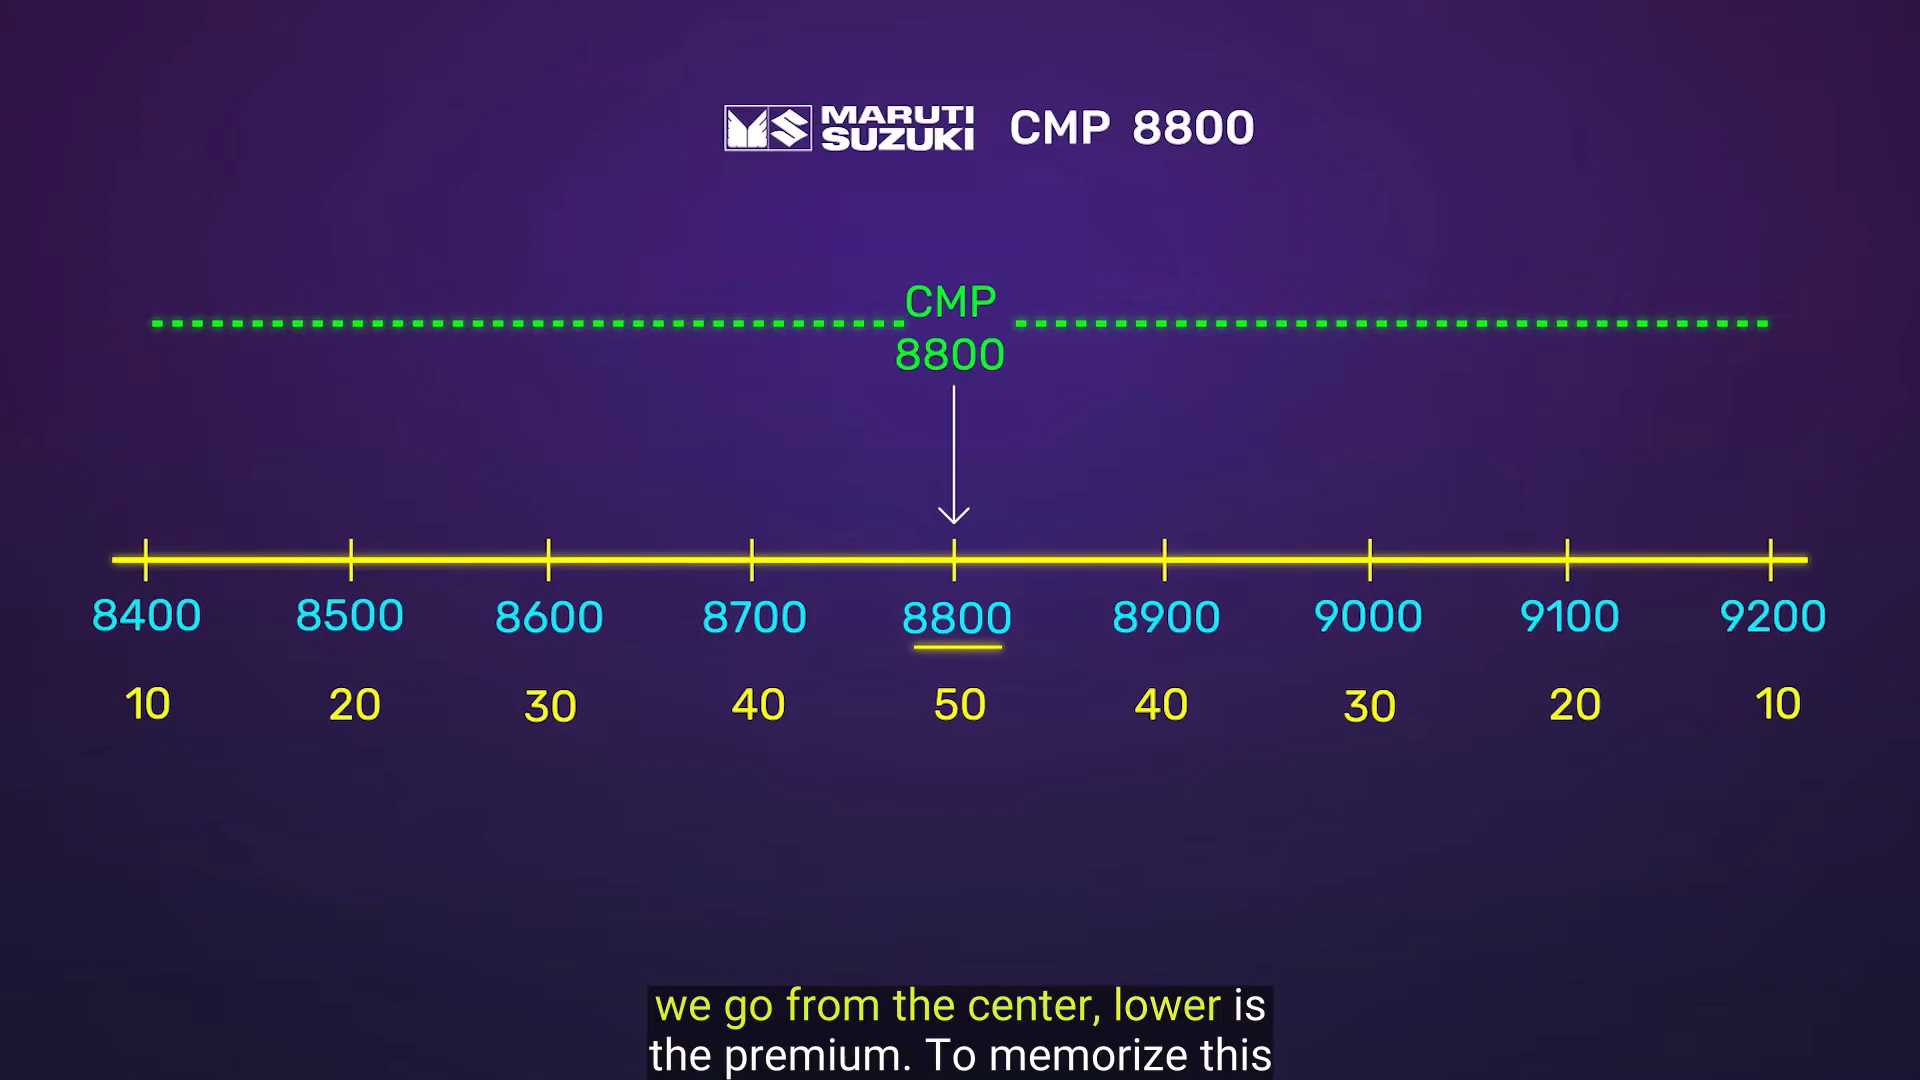 MARUTI
SUZUKI
CMP 8800
CMP
8800
8400 8500 8600 8700 8800 8900 9000 9100 9200
10 20 30 40 50 40 30 20 10
we go from the center, lower is
the premium. To memorize this